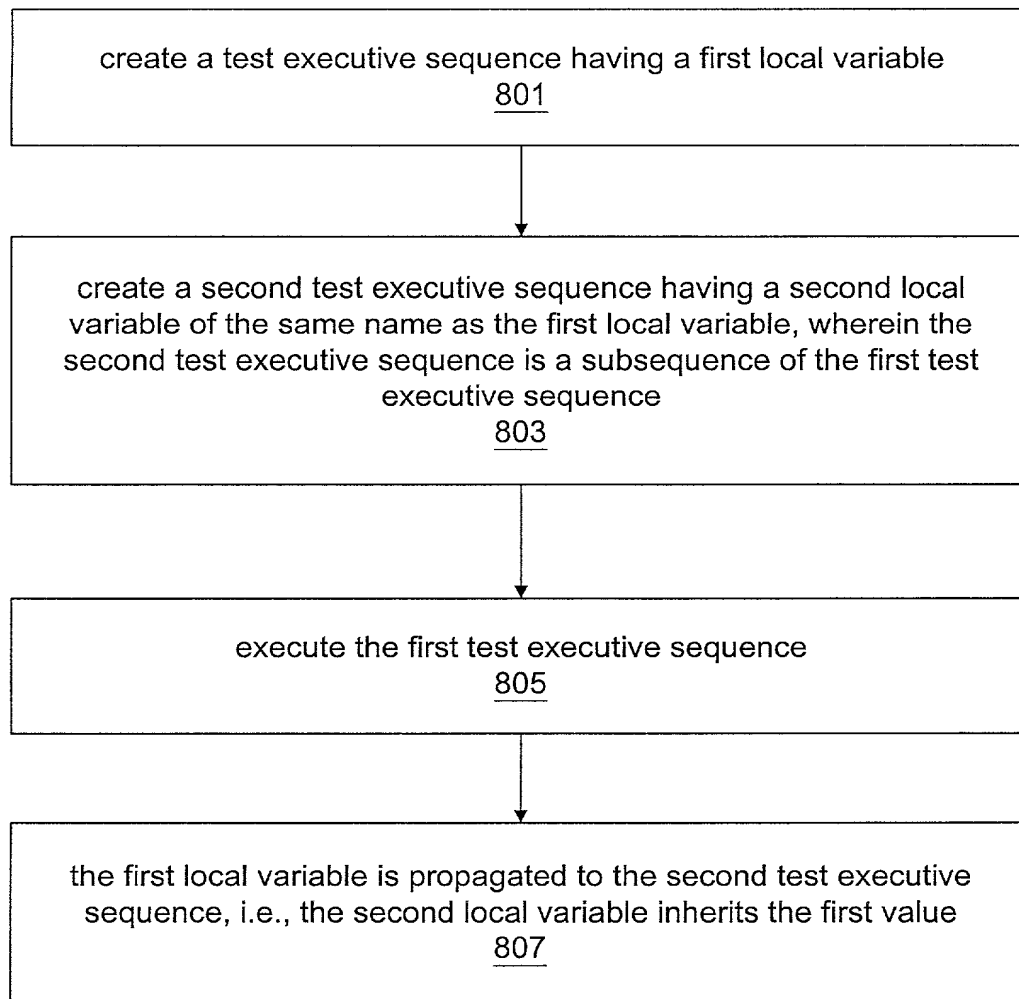 create a test executive sequence having a first local variable
801
create a second test executive sequence having a second local
variable of the same name as the first local variable, wherein the
second test executive sequence is a subsequence of the first test
executive sequence
803
execute the first test executive sequence
805
the first local variable is propagated to the second test executive
sequence, i.e., the second local variable inherits the first value
807